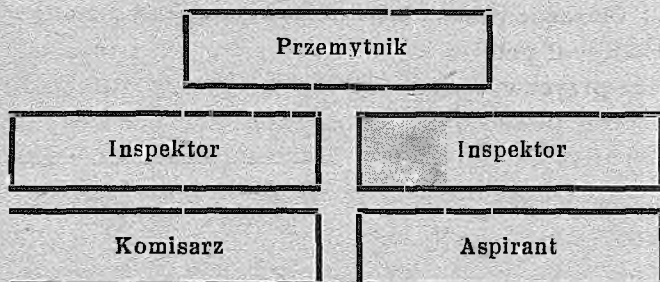 Przemytnik
Inspektor Inspektor
Komisarz Aspirant